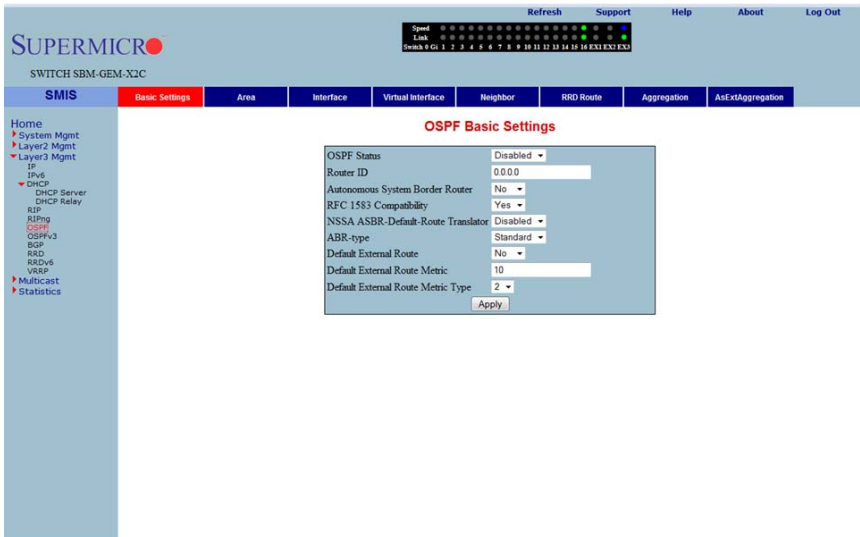 Refresh Support Help About Log Out
Speed
Link
Switch 0 Gi 1 2 3 4 5 6 7 8 9 10 11 12 13 14 15 16 EX1 EX2 EX3
SUPERMICRO
SWITCH SBM-GEM-X2C
SMIS
Basic Settings Area Interface Virtual Interface Neighbor RRD Route Aggregation AsExtAggregation
Home
System Mgmt
Layer2 Mgmt
Layer3 Mgmt
IP
IPv6
DHCP
DHCP Server
DHCP Relay
RIP
RIPng
OSPF
OSPFv3
BGP
RRD
RRDv6
VRRP
Multicast
Statistics
OSPF Basic Settings
OSPF Status Disabled
Router ID 0.0.0.0
Autonomous System Border Router No
RFC 1583 Compatibility Yes
NSSA ASBR-Default-Route Translator Disabled
ABR-type Standard
Default External Route No
Default External Route Metric 10
Default External Route Metric Type 2
Apply